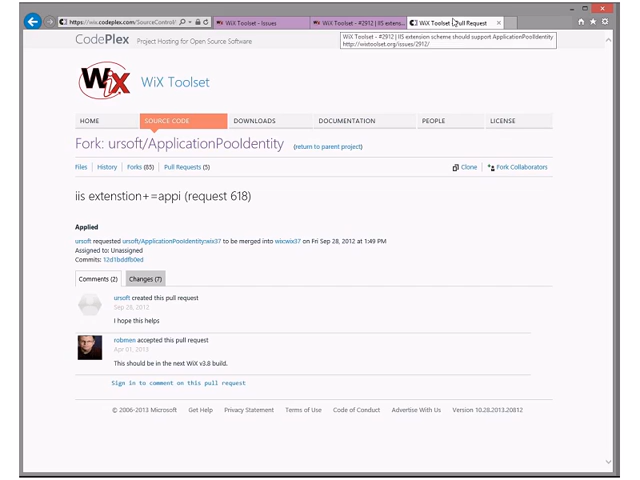 https://wix.codeplex.com/SourceControl/
WiX Toolset - Issues
WiX Toolset - #2912 | IIS extens...
WiX Toolset - Pull Request
CodePlex Project Hosting for Open Source Software
WiX Toolset - #2912 | IIS extension scheme should support ApplicationPoolIdentity
http://wixtoolset.org/issues/2912/
WiX
WiX Toolset
HOME SOURCE CODE DOWNLOADS DOCUMENTATION PEOPLE LICENSE
Fork: ursoft/ApplicationPooIdentity (return to parent project)
Files History Forks (85) Pull Requests (5) Clone Fork Collaborators
iis extenstion+=appi (request 618)
Applied
ursoft requested ursoft/ApplicationPooIdentity:wix37 to be merged into wix:wix37 on Fri Sep 28, 2012 at 1:49 PM
Assigned to: Unassigned
Commits: 12d1bddfb0ed
Comments (2) Changes (7)
ursoft created this pull request
Sep 28, 2012
I hope this helps
robmen accepted this pull request
Apr 01, 2013
This should be in the next WiX v3.8 build.
Sign in to comment on this pull request
© 2006-2013 Microsoft Get Help Privacy Statement Terms of Use Code of Conduct Advertise With Us Version 10.28.2013.20812